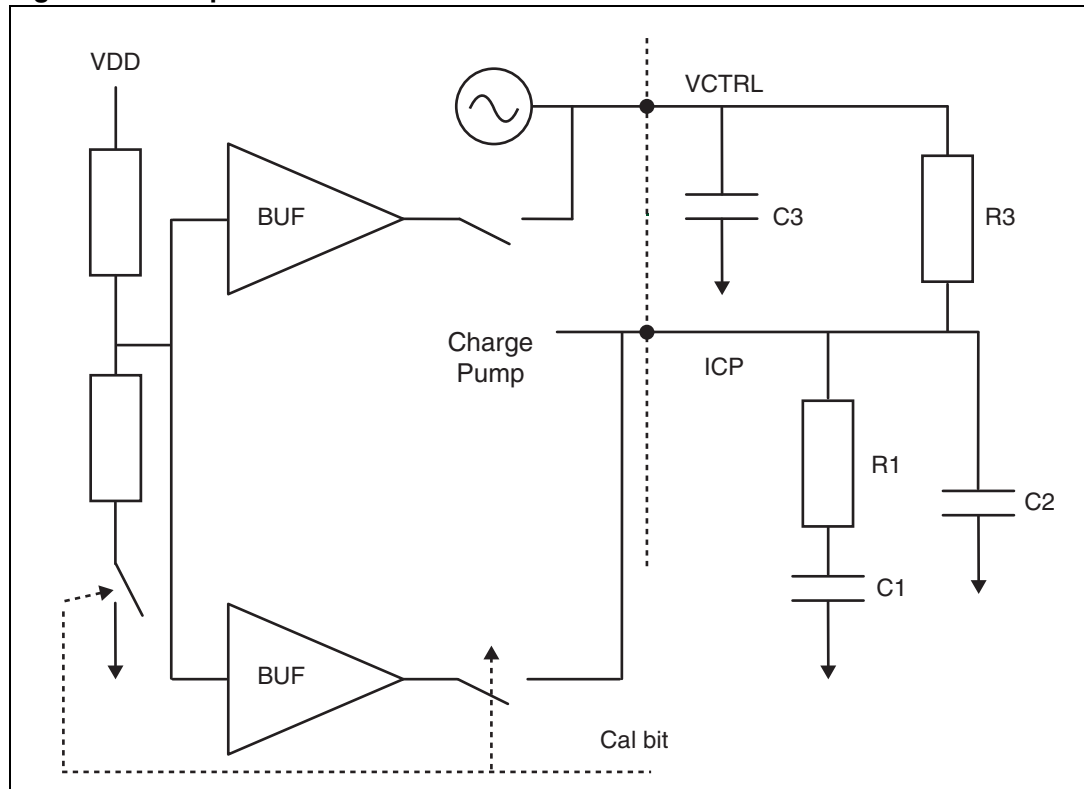 VDD
VCTRL
BUF
C3
R3
Charge
Pump
ICP
R1
C2
C1
BUF
Cal bit